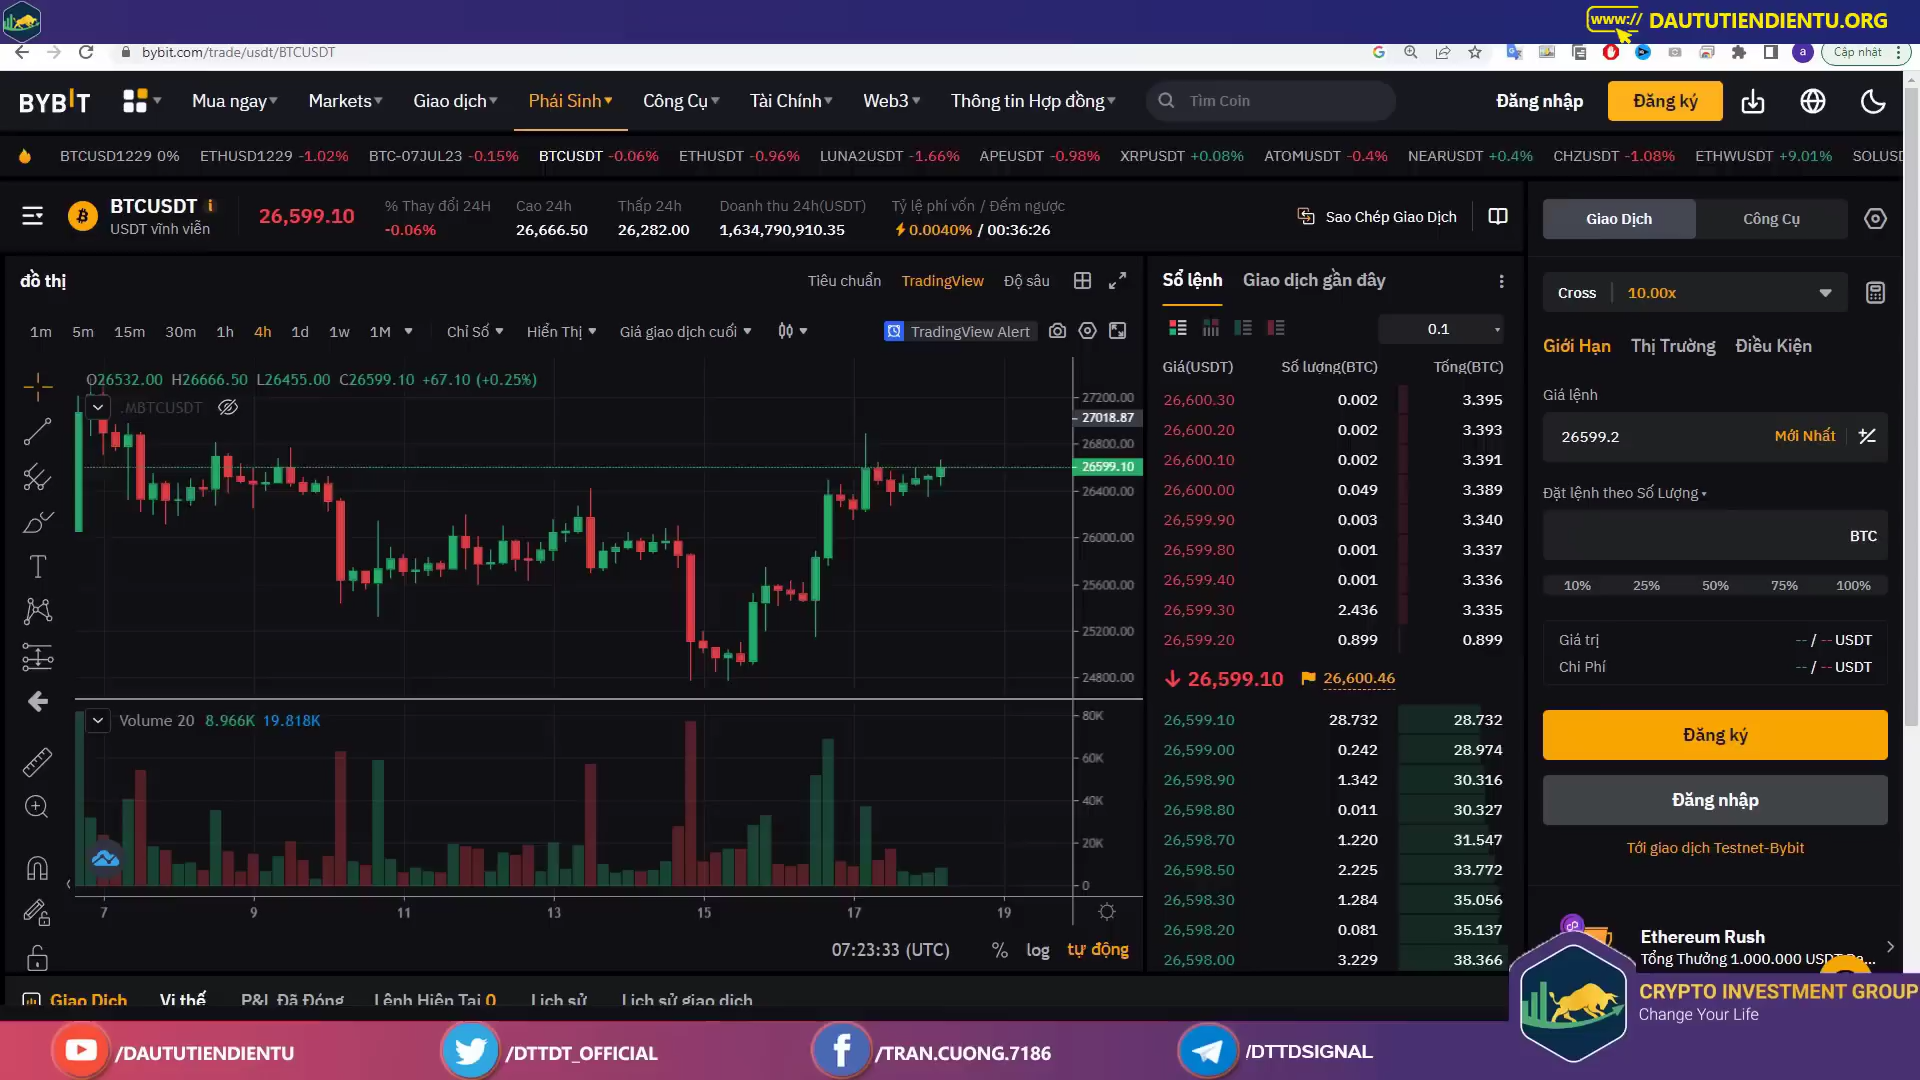 www://
DAUTUTIENDIENTU.ORG
bybit.com/trade/usdt/BTCUSDT
a
Cập nhật
BYBIT
Mua ngay
Markets
Giao dịch
Phái Sinh
Công Cụ
Tài Chính
Web3
Thông tin Hợp đồng
Tìm Coin
Đăng nhập
Đăng ký
BTCUSD1229 0% ETHUSD1229 -1.02% BTC-07JUL23 -0.15% BTCUSDT -0.06% ETHUSDT -0.96% LUNA2USDT -1.66% APEUSDT -0.98% XRPUSDT +0.08% ATOMUSDT -0.4% NEARUSDT +0.4% CHZUSDT -1.08% ETHWUSDT +9.01% SOLUSD
BTCUSDT
USDT vĩnh viễn
26,599.10
% Thay đổi 24H
-0.06%
Cao 24h
26,666.50
Thấp 24h
26,282.00
Doanh thu 24h(USDT)
1,634,790,910.35
Tỷ lệ phí vốn / Đếm ngược
0.0040% / 00:36:26
Sao Chép Giao Dịch
Giao Dịch
Công Cụ
đồ thị
Tiêu chuẩn
TradingView
Độ sâu
1m 5m 15m 30m 1h 4h 1d 1w 1M
Chỉ Số
Hiển Thị
Giá giao dịch cuối
TradingView Alert
O26532.00 H26666.50 L26455.00 C26599.10 +67.10 (+0.25%)
.MBTCUSDT
27200.00
27018.87
26800.00
26599.10
26400.00
26000.00
25600.00
25200.00
24800.00
Volume 20 8.966K 19.818K
80K
60K
40K
20K
0
7 9 11 13 15 17 19
07:23:33 (UTC)
%
log
tự động
Sổ lệnh
Giao dịch gần đây
0.1
Giá(USDT) Số lượng(BTC) Tổng(BTC)
26,600.30 0.002 3.395
26,600.20 0.002 3.393
26,600.10 0.002 3.391
26,600.00 0.049 3.389
26,599.90 0.003 3.340
26,599.80 0.001 3.337
26,599.40 0.001 3.336
26,599.30 2.436 3.335
26,599.20 0.899 0.899
26,599.10 26,600.46
26,599.10 28.732 28.732
26,599.00 0.242 28.974
26,598.90 1.342 30.316
26,598.80 0.011 30.327
26,598.70 1.220 31.547
26,598.50 2.225 33.772
26,598.30 1.284 35.056
26,598.20 0.081 35.137
26,598.00 3.229 38.366
Cross 10.00x
Giới Hạn
Thị Trường
Điều Kiện
Giá lệnh
26599.2
Mới Nhất
Đặt lệnh theo Số Lượng
BTC
10% 25% 50% 75% 100%
Giá trị -- / -- USDT
Chi Phí -- / -- USDT
Đăng ký
Đăng nhập
Tới giao dịch Testnet-Bybit
Ethereum Rush
Tổng Thưởng 1.000.000 USDT
Giao Dịch
Vị thế
P&L Đã Đóng
Lệnh Hiện Tại 0
Lịch sử
Lịch sử giao dịch
CRYPTO INVESTMENT GROUP
Change Your Life
/DAUTUTIENDIENTU
/DTTDT_OFFICIAL
/TRAN.CUONG.7186
/DTTDSIGNAL